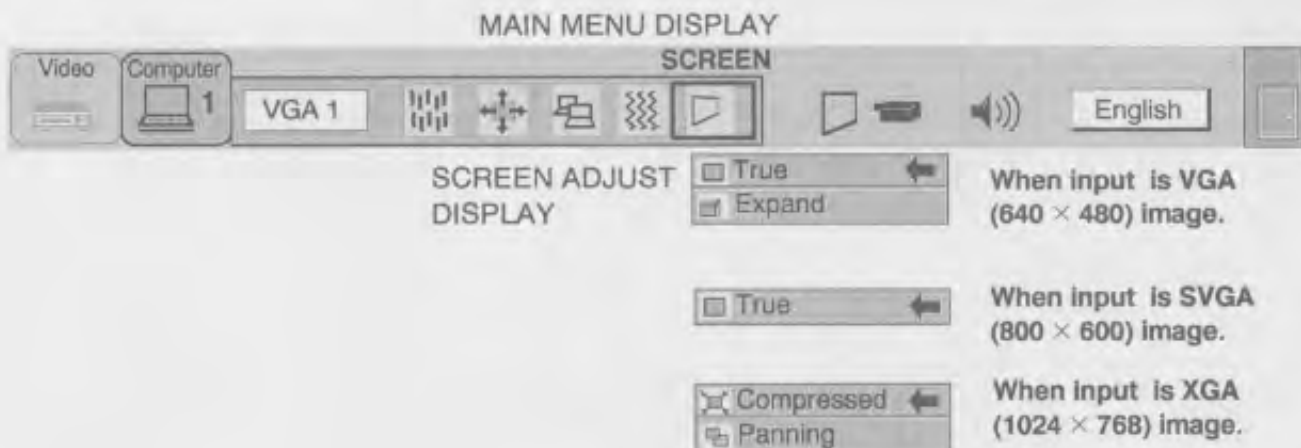 MAIN MENU DISPLAY
SCREEN
Video
Computer
1
VGA 1
English
SCREEN ADJUST
DISPLAY
True
Expand
When input is VGA
(640 × 480) image.
True
When input is SVGA
(800 × 600) image.
Compressed
Panning
When input is XGA
(1024 × 768) image.